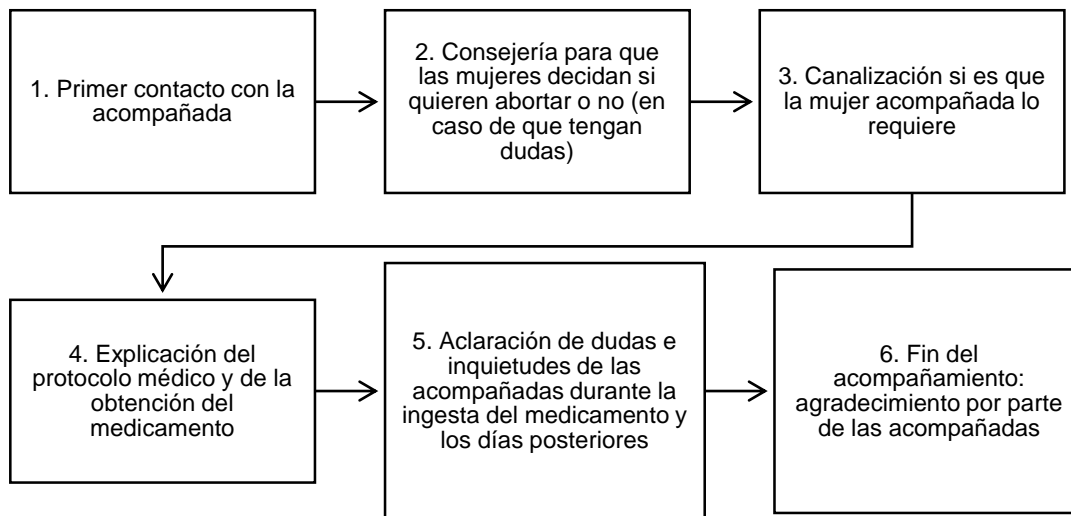 1. Primer contacto con la
acompañada
2. Consejería para que
las mujeres decidan si
quieren abortar o no (en
caso de que tengan
dudas)
3. Canalización si es que
la mujer acompañada lo
requiere
4. Explicación del
protocolo médico y de la
obtención del
medicamento
5. Aclaración de dudas e
inquietudes de las
acompañadas durante la
ingesta del medicamento y
los días posteriores
6. Fin del
acompañamiento:
agradecimiento por parte
de las acompañadas